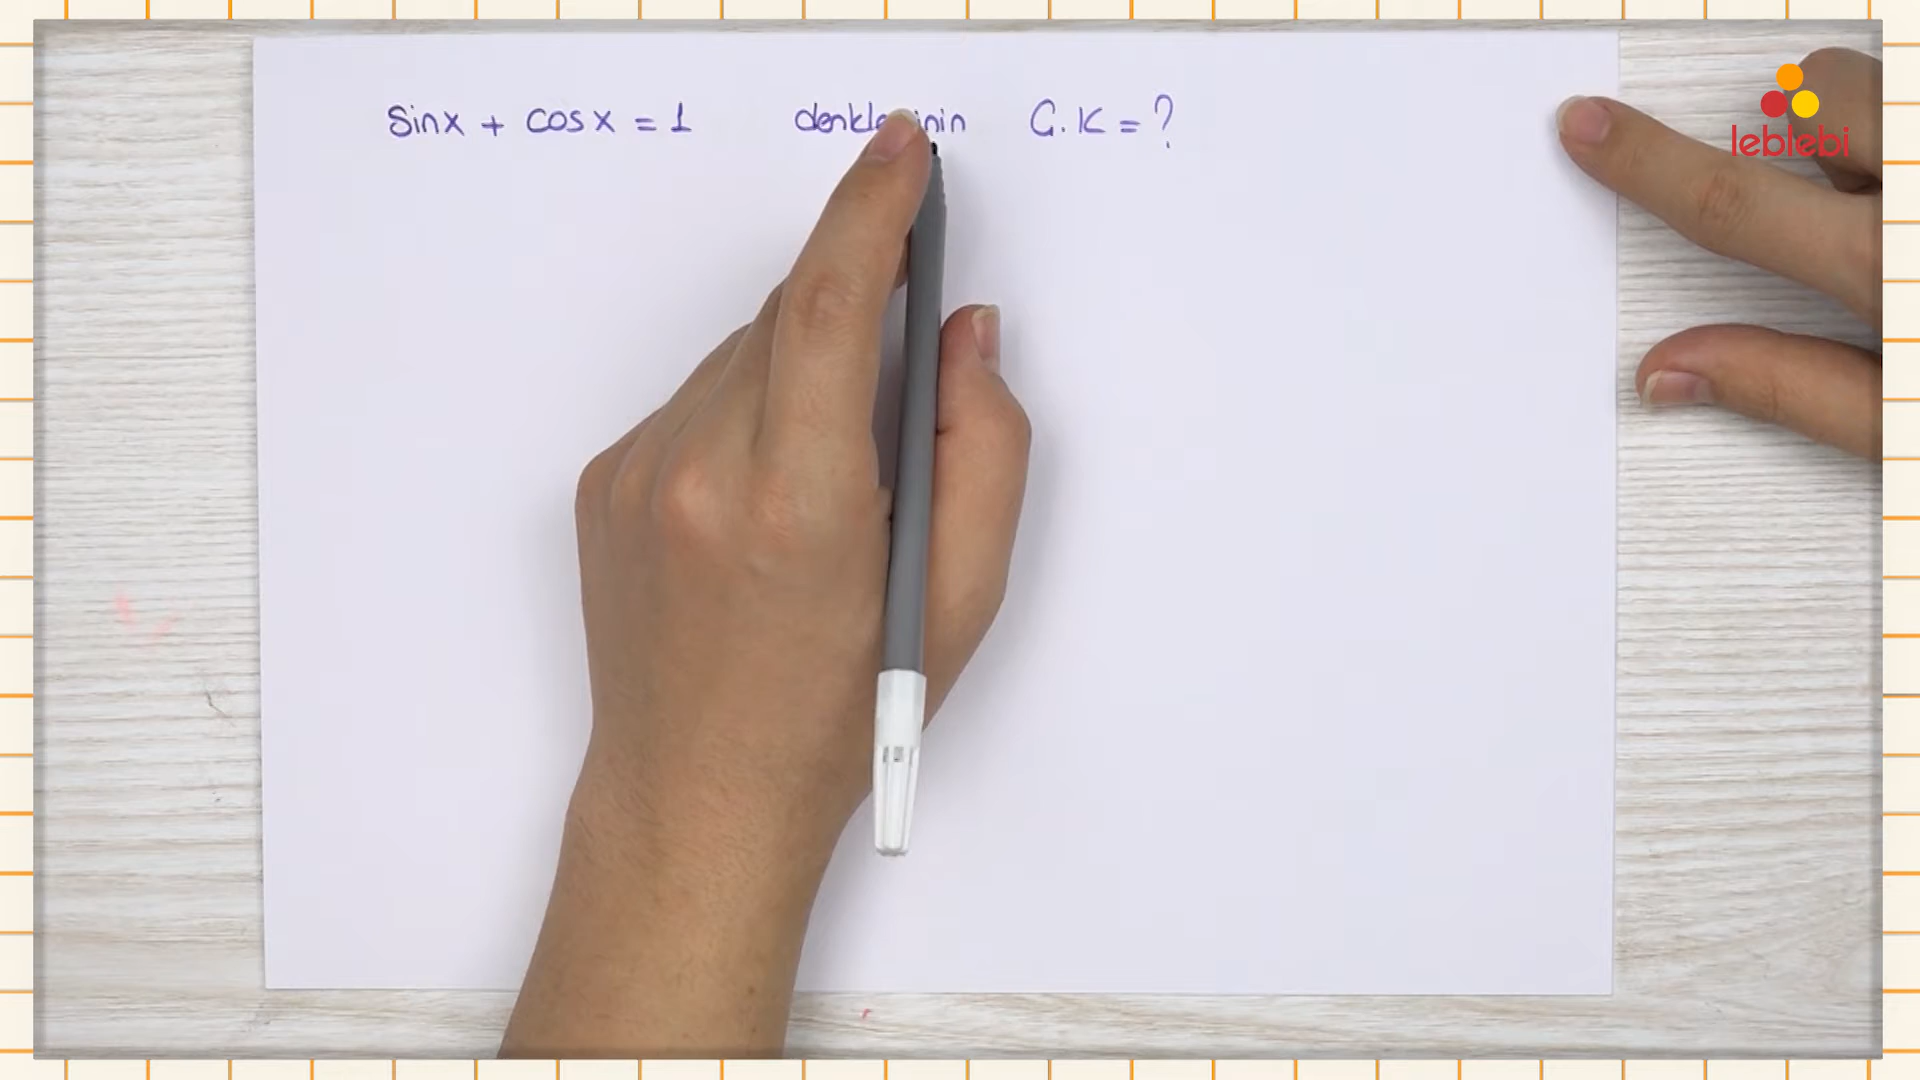 Sinx + cosx = 1 G.K = ?
leblebi